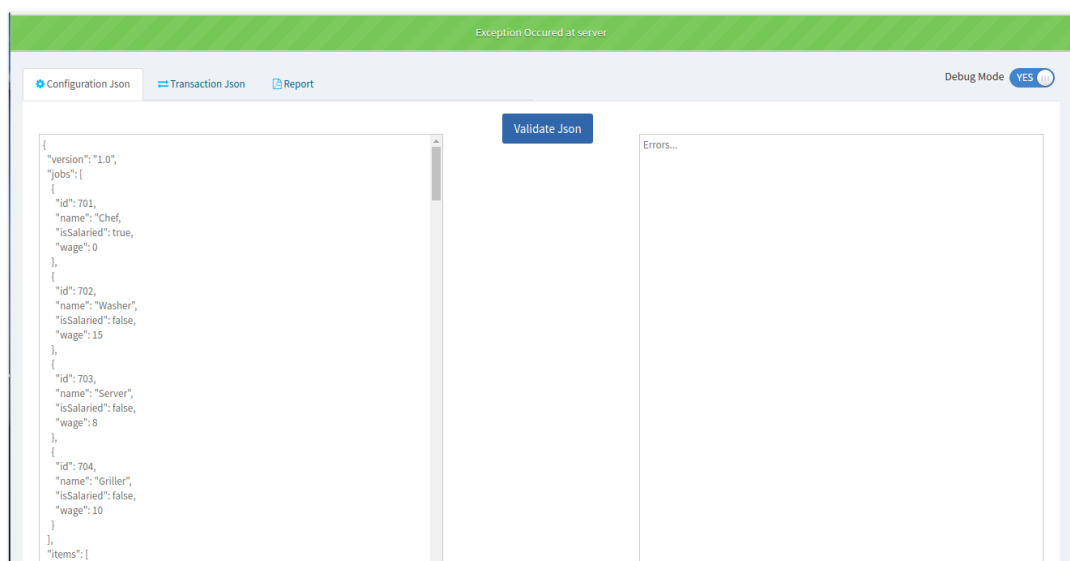 Exception Occured at server
Configuration Json
Transaction Json
Report
Debug Mode YES
Validate Json
{
"version": "1.0",
"jobs": [
{
"id": 701,
"name": "Chef,
"isSalaried": true,
"wage": 0
},
{
"id": 702,
"name": "Washer",
"isSalaried": false,
"wage": 15
},
{
"id": 703,
"name": "Server",
"isSalaried": false,
"wage": 8
},
{
"id": 704,
"name": "Griller",
"isSalaried": false,
"wage": 10
}
],
"items": [
Errors...